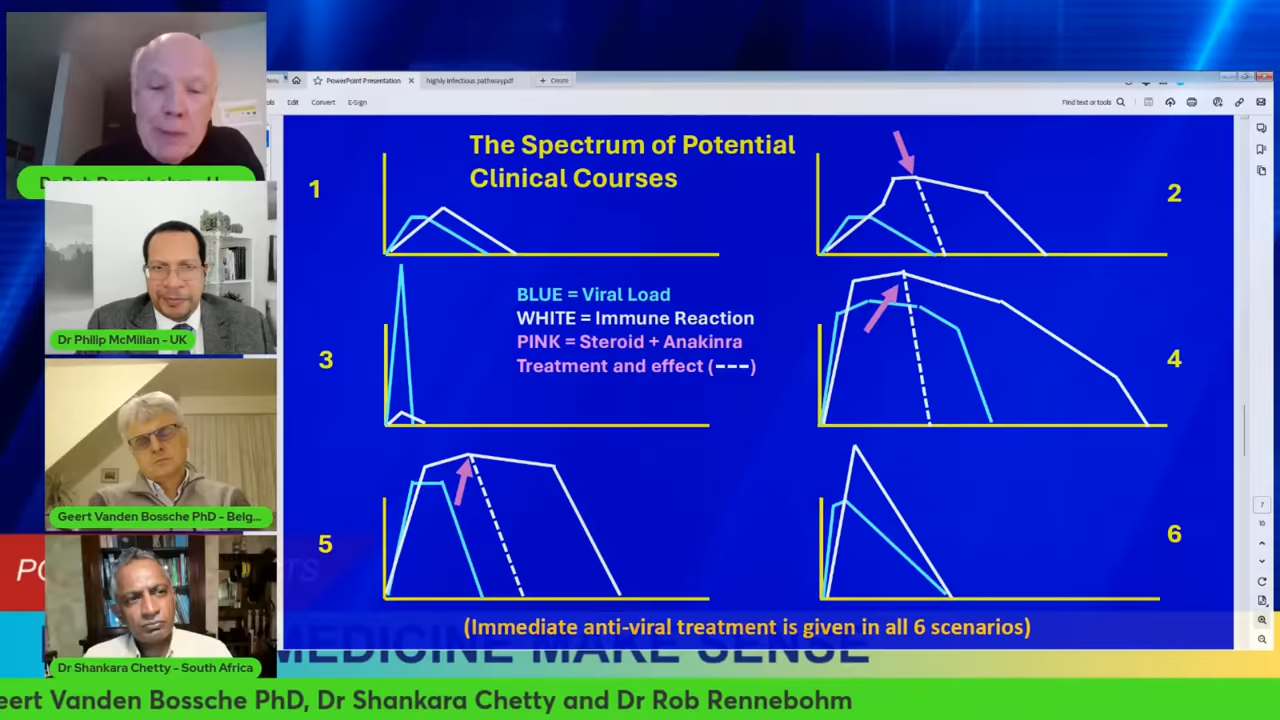 PowerPoint Presentation
highly infectious pathwaypdf
Create
Edit
Convert
E-Sign
Find text or tools
The Spectrum of Potential
Clinical Courses
1
2
BLUE = Viral Load
WHITE = Immune Reaction
PINK = Steroid + Anakinra
Treatment and effect (---)
3
4
5
6
(Immediate anti-viral treatment is given in all 6 scenarios)
7
10
Dr Philip McMillan - UK
Geert Vanden Bossche PhD - Belg...
Dr Shankara Chetty - South Africa
MEDICINE MAKE SENSE
eert Vanden Bossche PhD, Dr Shankara Chetty and Dr Rob Rennebohm